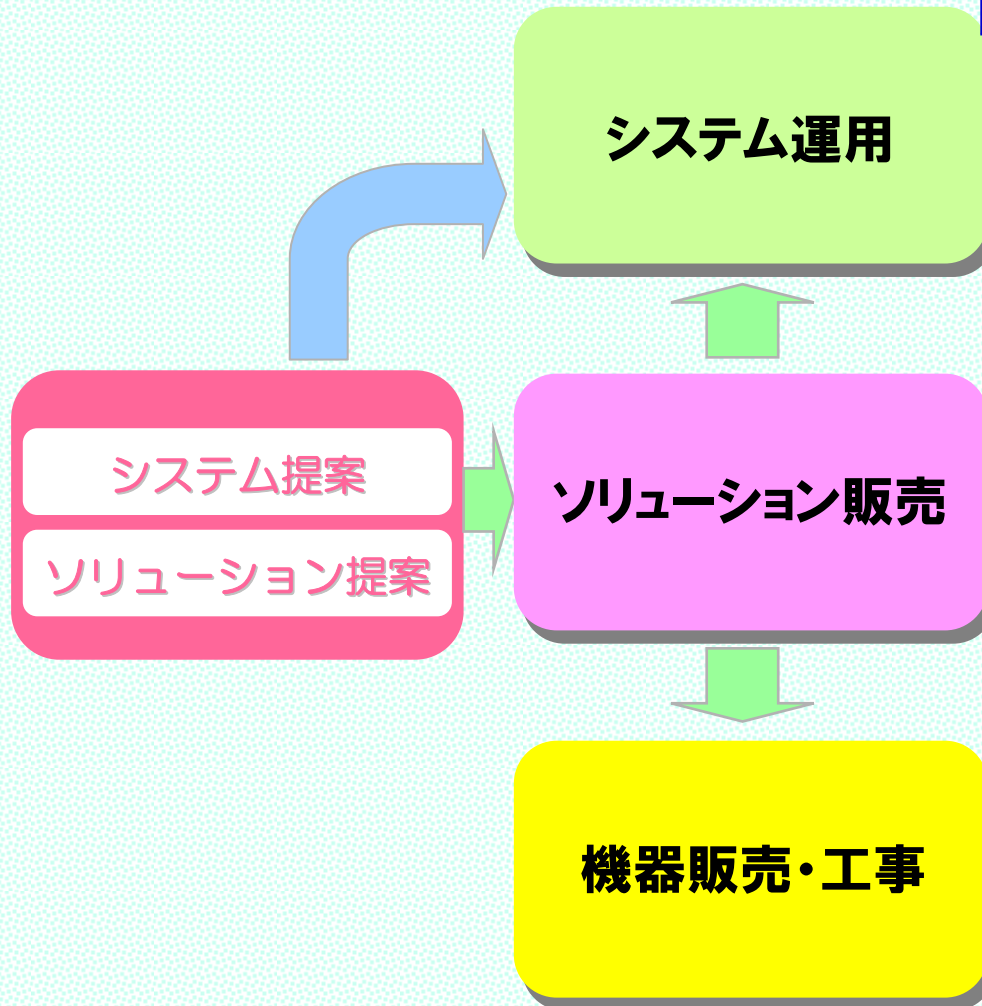 システム運用
システム提案
ソリューション提案
ソリューション販売
機器販売・工事